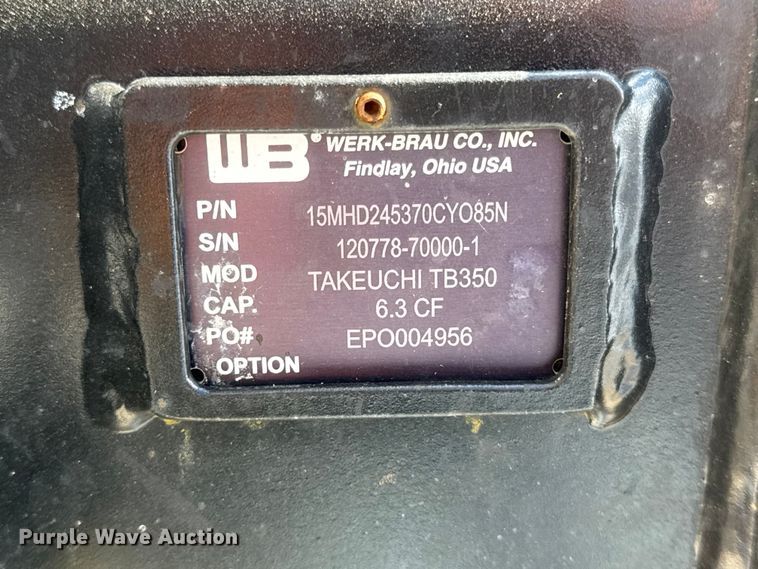 WB® WERK-BRAU CO., INC.
Findlay, Ohio USA
P/N 15MHD245370CYO85N
S/N 120778-70000-1
MOD TAKEUCHI TB350
CAP. 6.3 CF
PO# EPO004956
OPTION
Purple Wave Auction